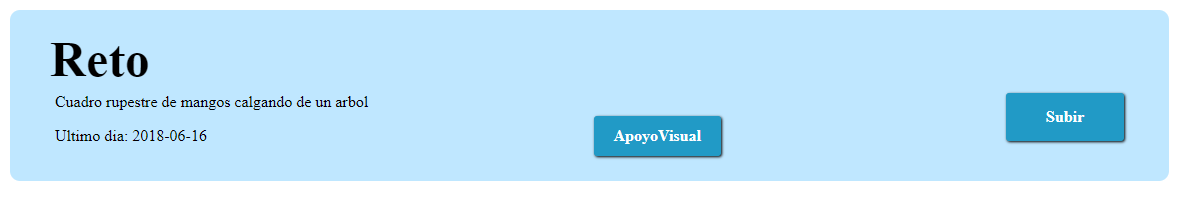 Reto
Cuadro rupestre de mangos calgando de un arbol
Ultimo dia: 2018-06-16
ApoyoVisual
Subir